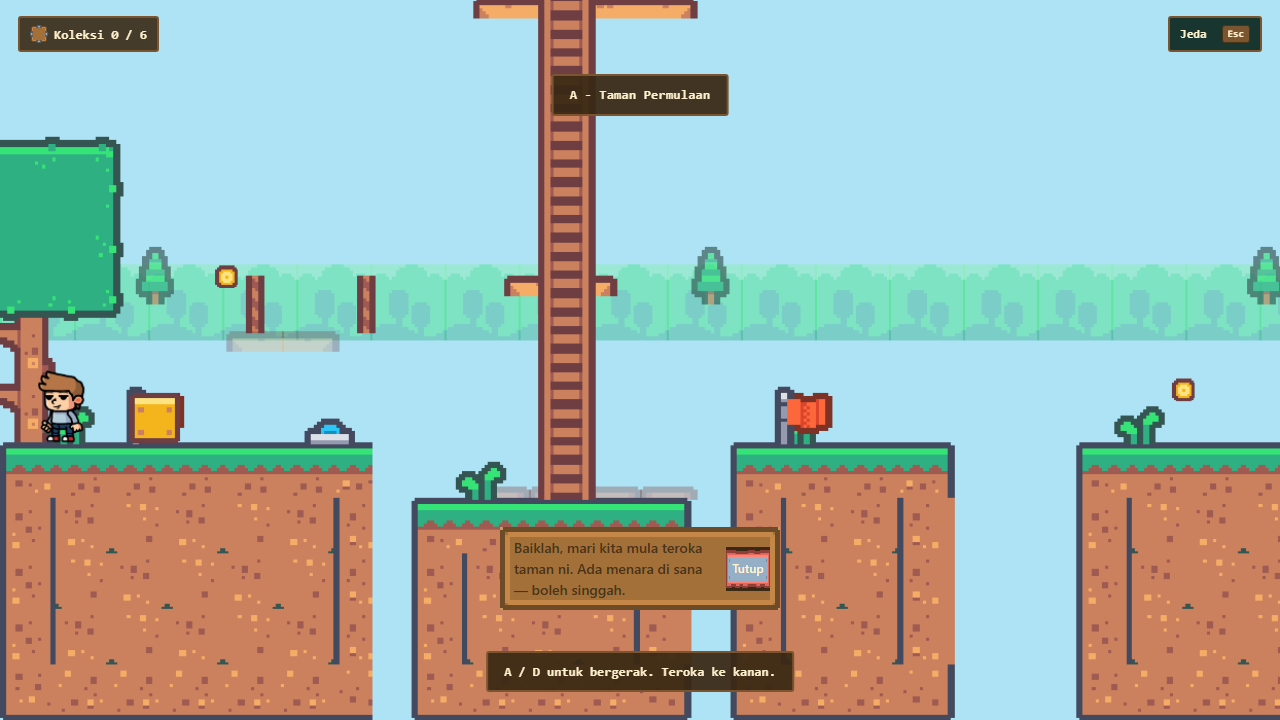 Koleksi 0 / 6
Jeda Esc
A - Taman Permulaan
Baiklah, mari kita mula teroka
taman ni. Ada menara di sana
— boleh singgah.
Tutup
A / D untuk bergerak. Teroka ke kanan.